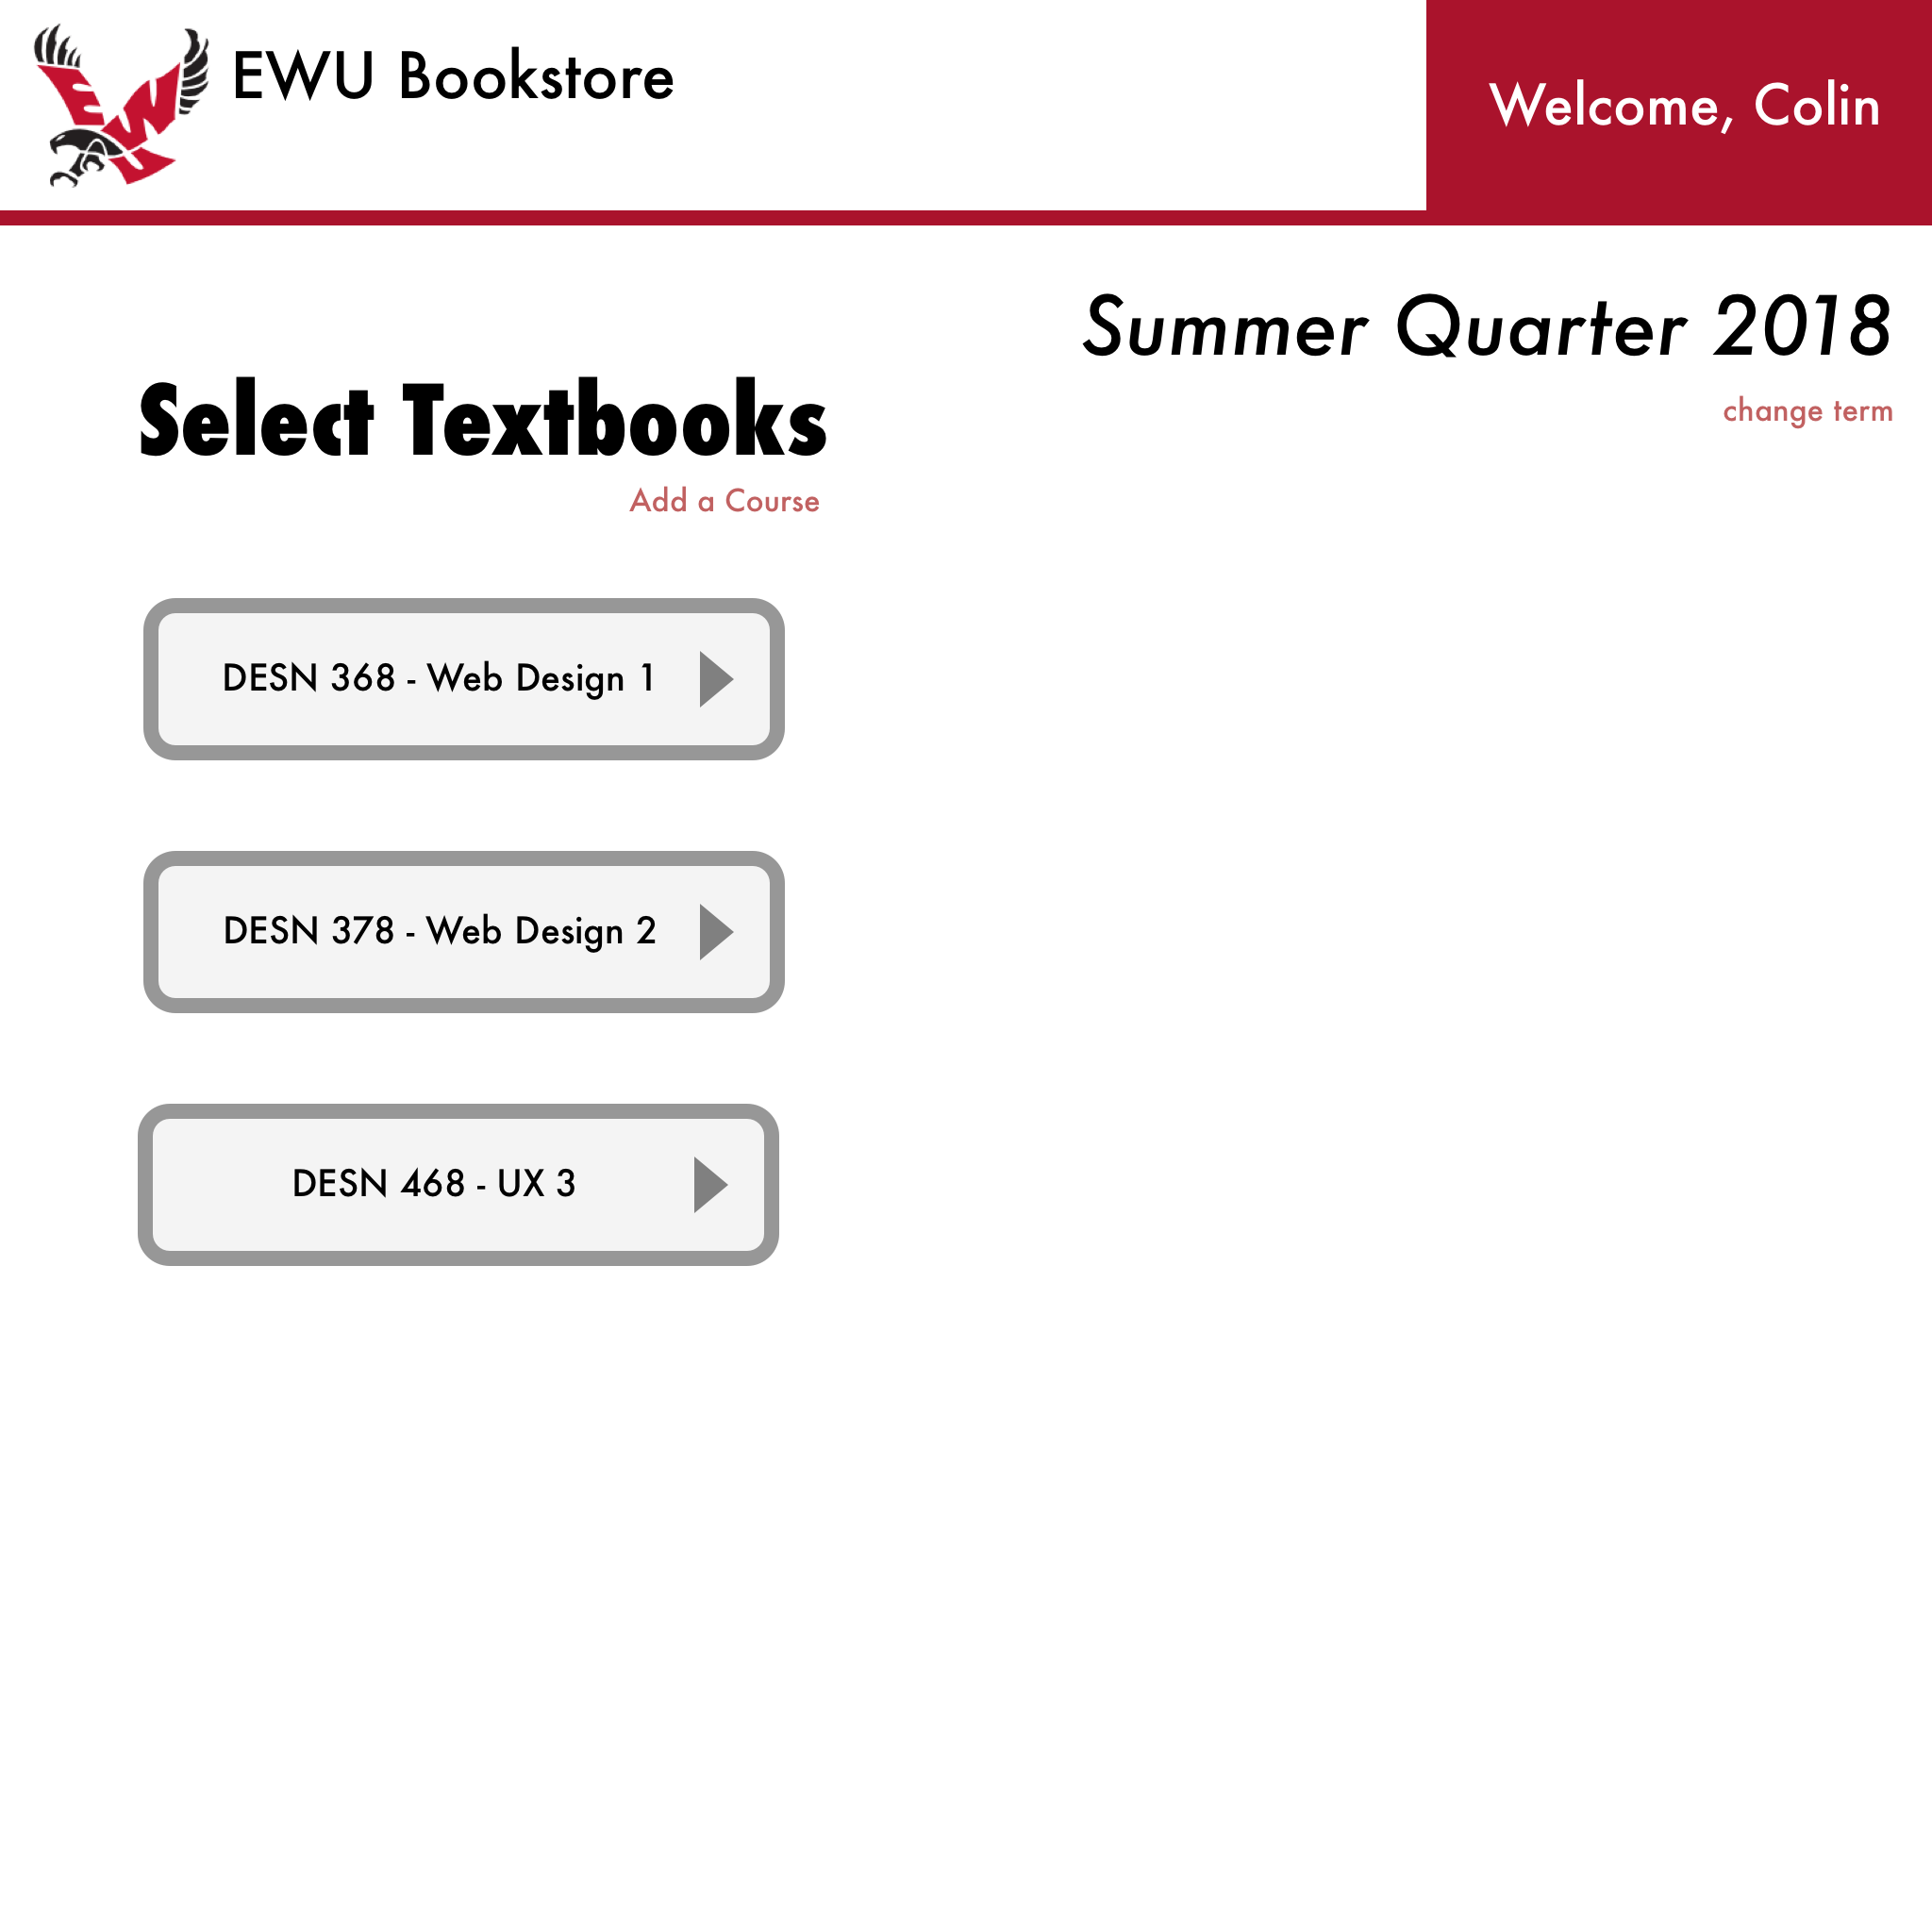 EWU
EWU Bookstore
Welcome, Colin
Summer Quarter 2018
change term
Select Textbooks
Add a Course
DESN 368 - Web Design 1
DESN 378 - Web Design 2
DESN 468 - UX 3